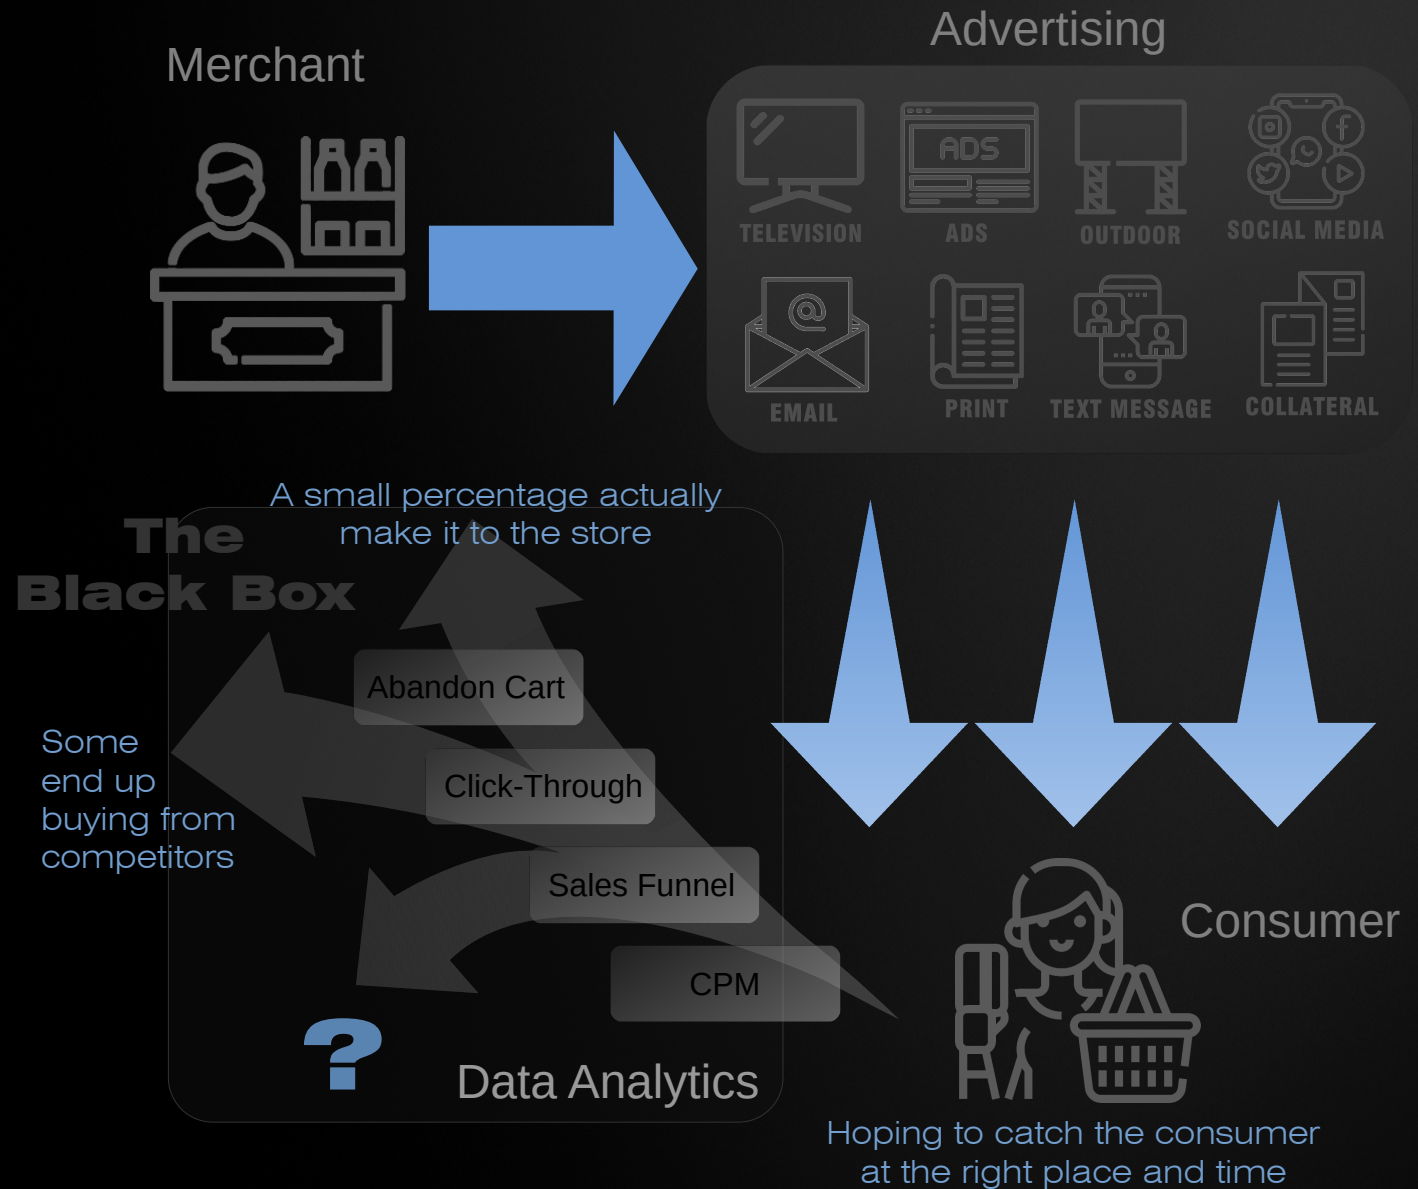 Merchant
Advertising
ADS
TELEVISION
ADS
OUTDOOR
SOCIAL MEDIA
@
EMAIL
PRINT
TEXT MESSAGE
COLLATERAL
A small percentage actually
make it to the store
The
Black Box
Abandon Cart
Some
end up
buying from
competitors
Click-Through
Sales Funnel
CPM
?
Data Analytics
Consumer
Hoping to catch the consumer
at the right place and time